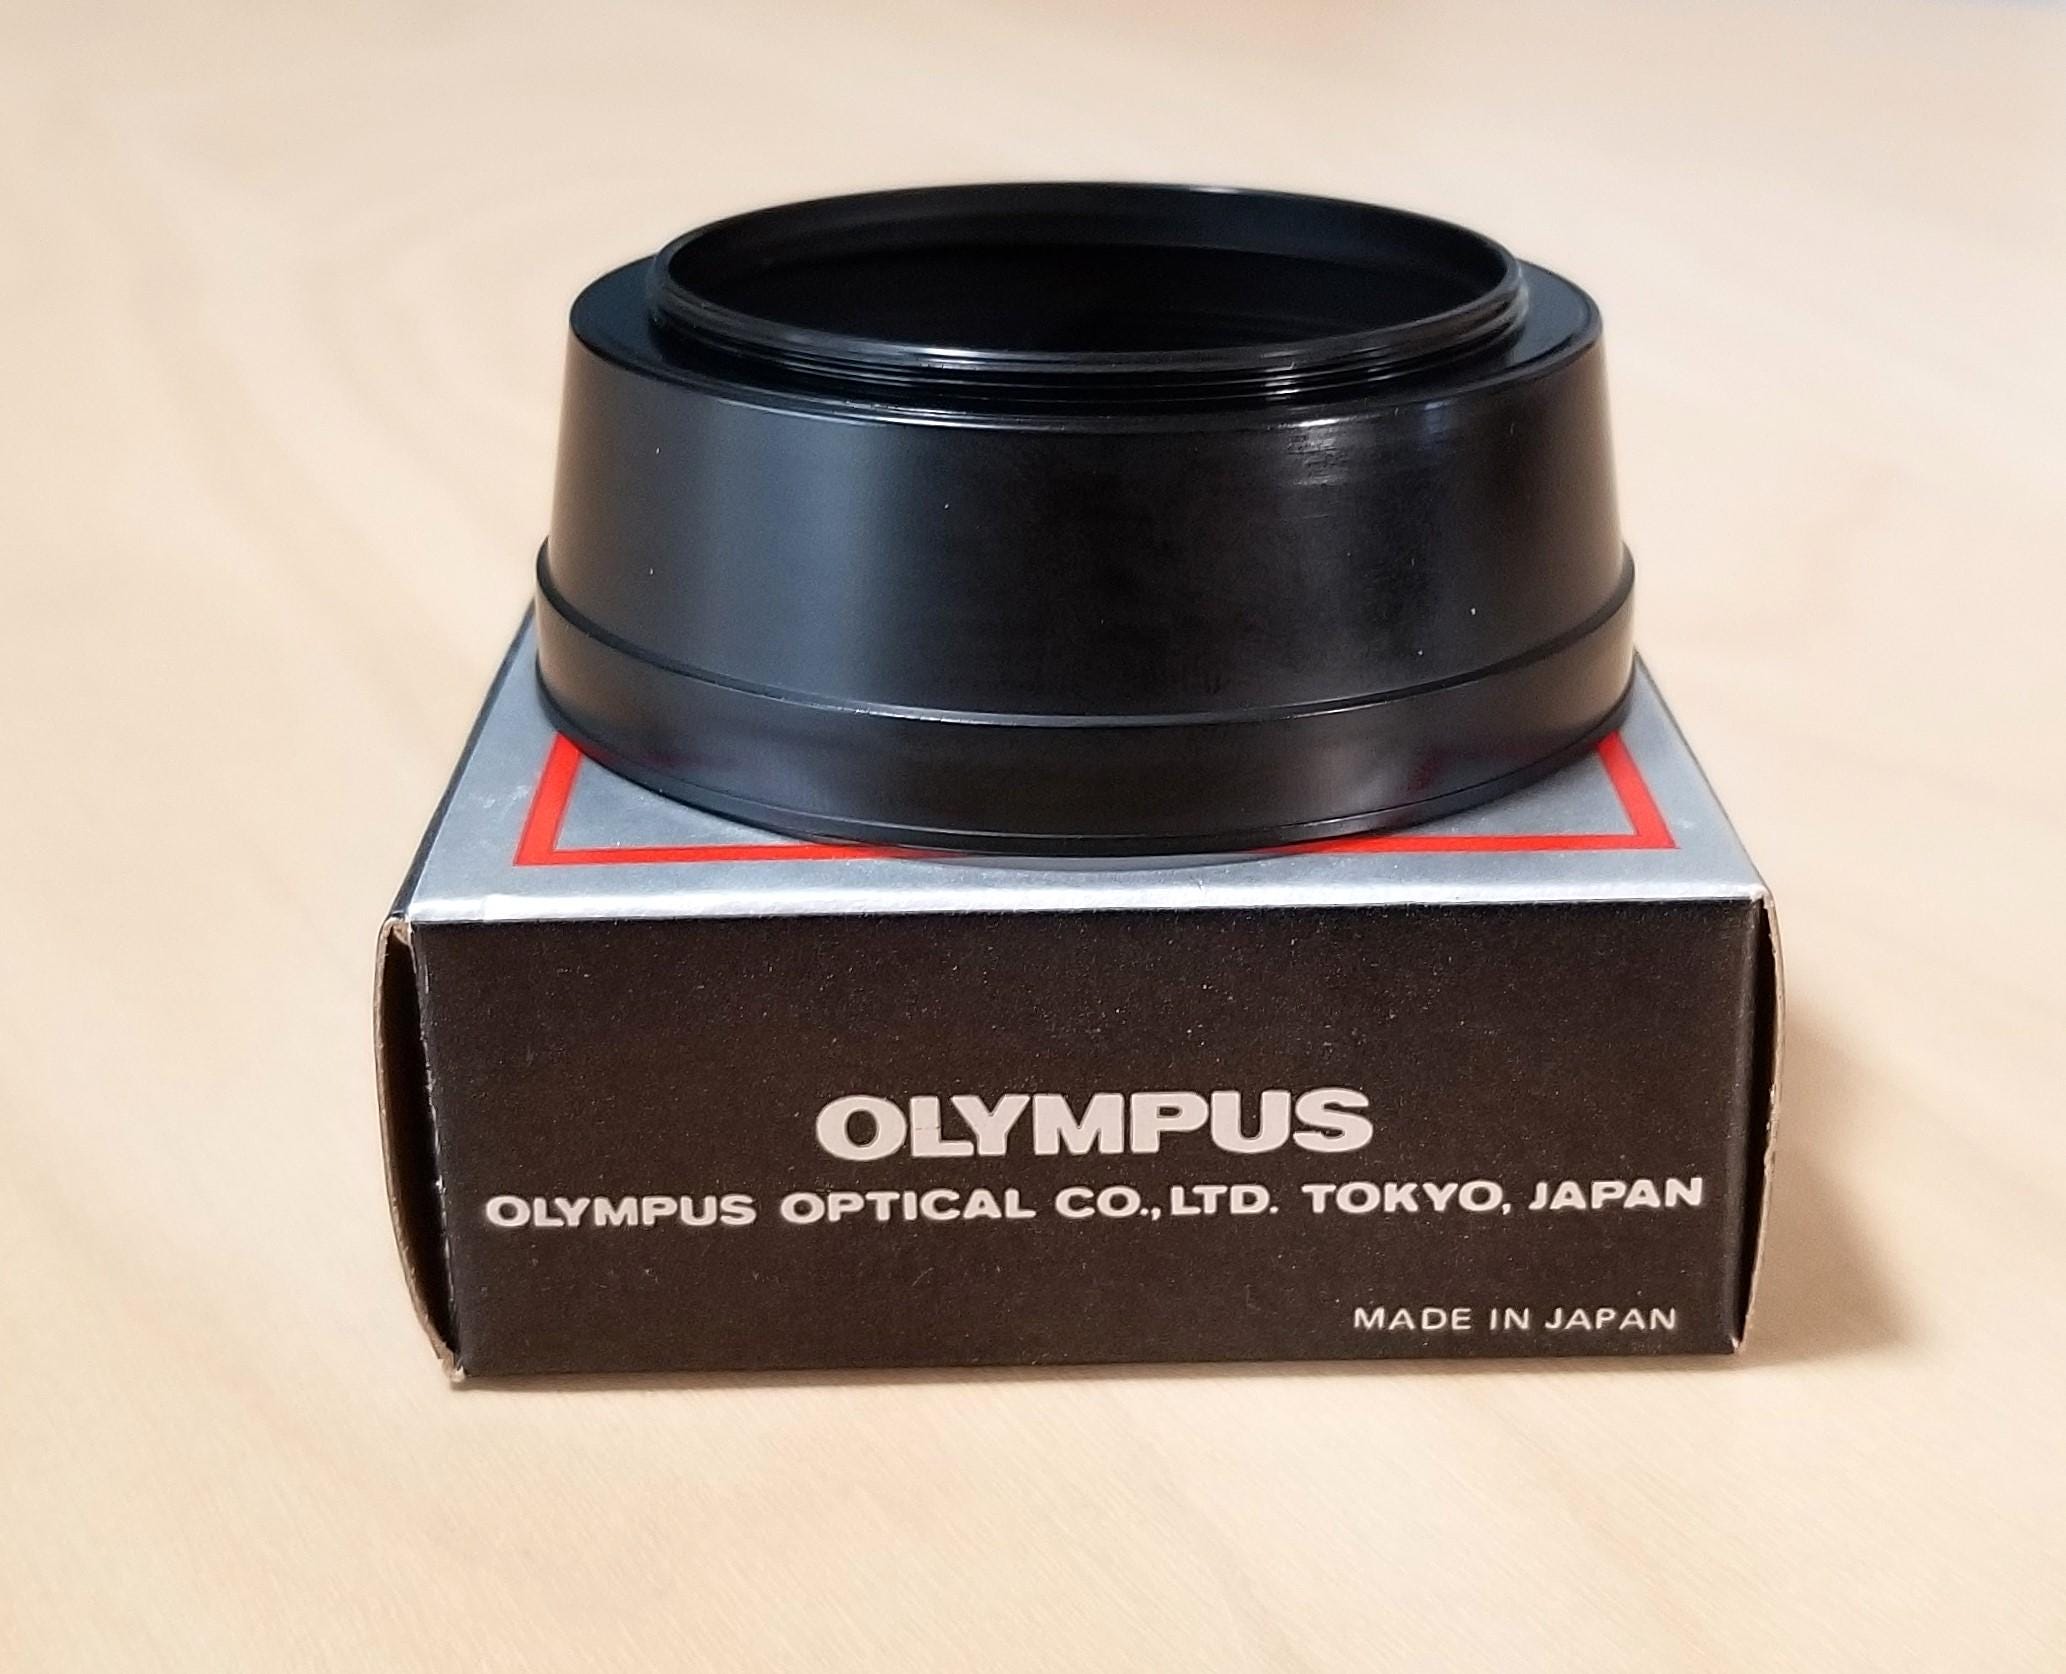 OLYMPUS
OLYMPUS OPTICAL CO.,LTD. TOKYO, JAPAN
MADE IN JAPAN